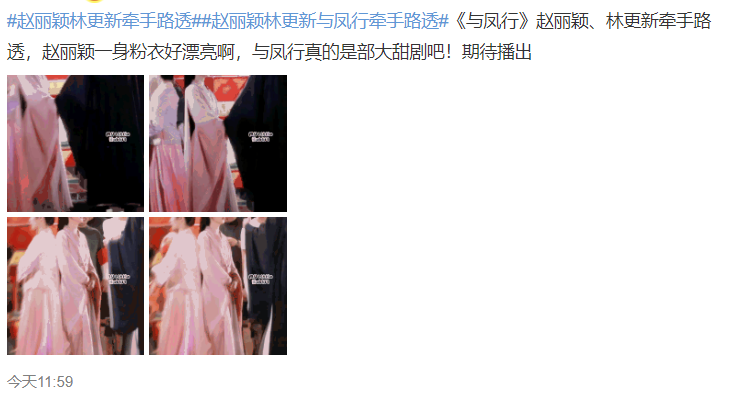 #赵丽颖林更新牵手路透##赵丽颖林更新与凤行牵手路透#《与凤行》赵丽颖、林更新牵手路
透，赵丽颖一身粉衣好漂亮啊，与凤行真的是部大甜剧吧！期待播出
今天11:59